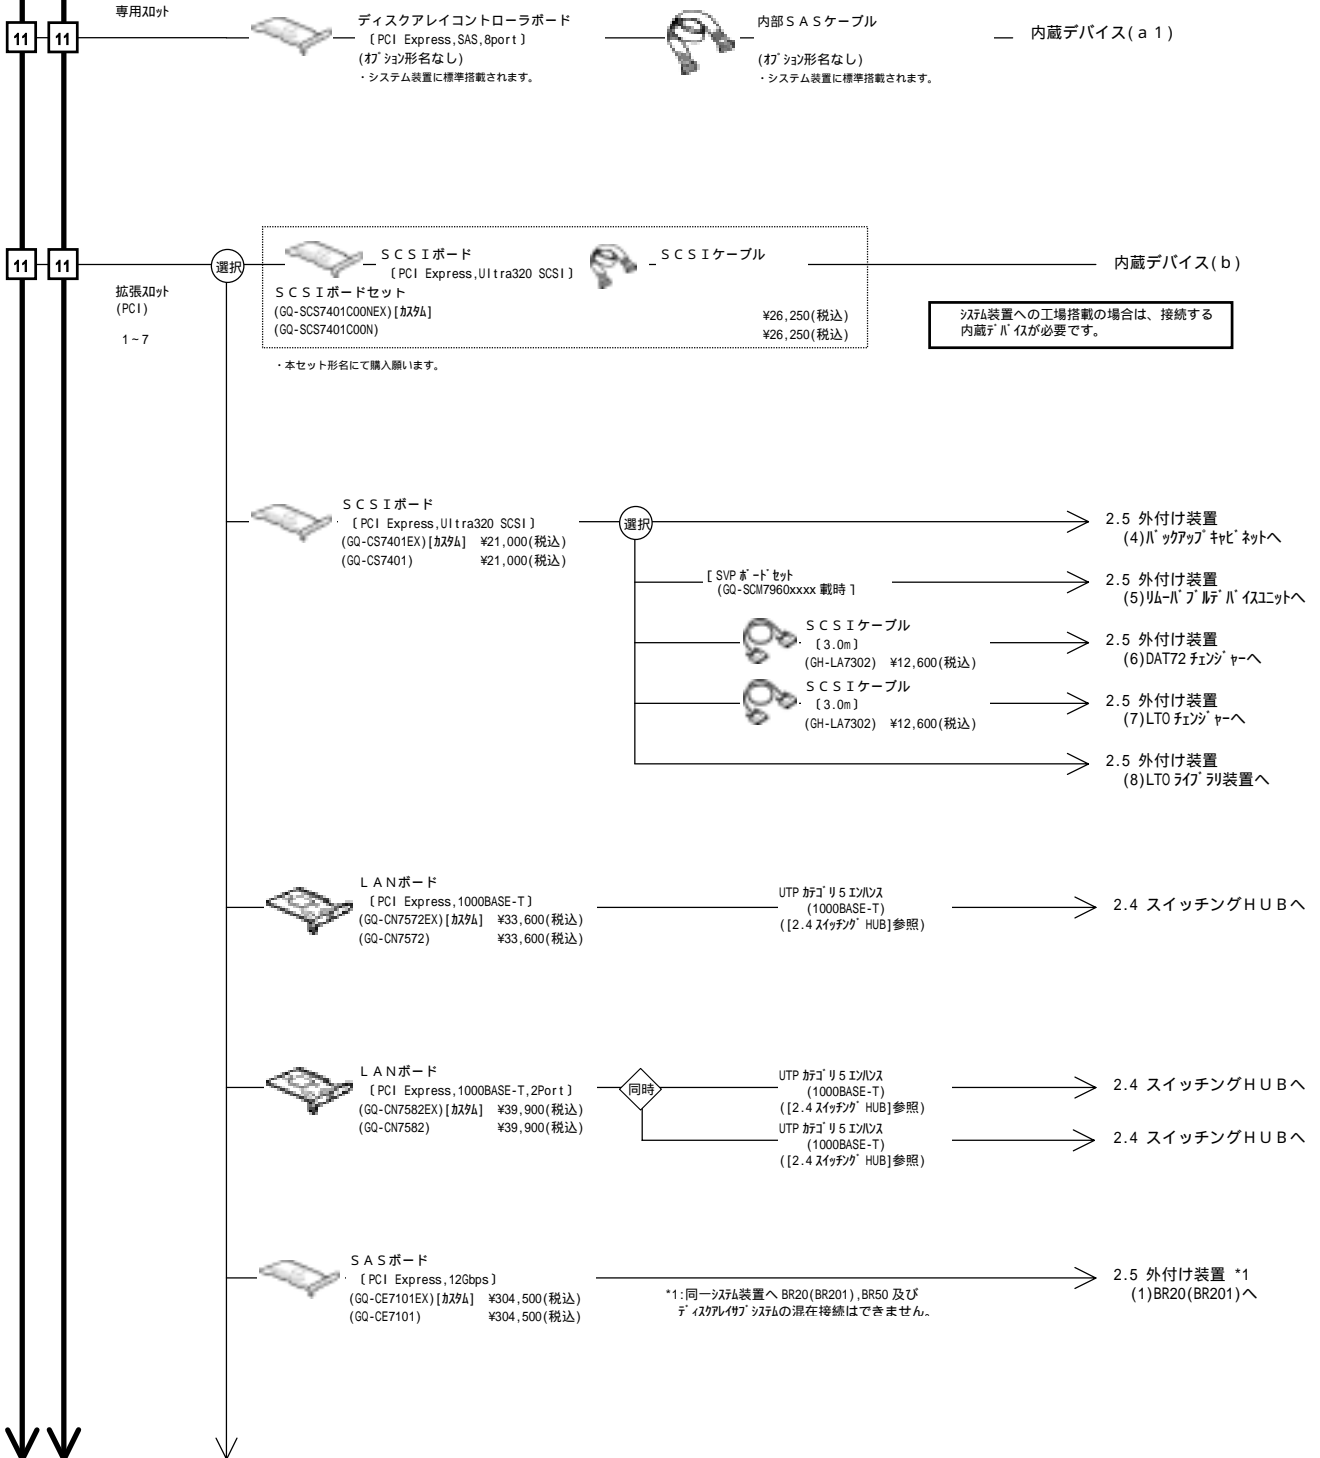 専用ｽﾛｯﾄ
11 11
ディスクアレイコントローラボード
〔PCI Express,SAS,8port〕
(ｵﾌﾟｼｮﾝ形名なし)
・システム装置に標準搭載されます。
内部ＳＡＳケーブル
(ｵﾌﾟｼｮﾝ形名なし)
・システム装置に標準搭載されます。
内蔵デバイス(ａ１)
11 11
拡張ｽﾛｯﾄ
(PCI)
1~7
選択
ＳＣＳＩボード
〔PCI Express,Ultra320 SCSI〕
ＳＣＳＩケーブル
ＳＣＳＩボードセット
(GQ-SCS7401C00NEX)[ｶｽﾀﾑ] ¥26,250(税込)
(GQ-SCS7401C00N) ¥26,250(税込)
・本セット形名にて購入願います。
内蔵デバイス(ｂ)
ｼｽﾃﾑ装置への工場搭載の場合は、接続する
内蔵ﾃﾞﾊﾞｲｽが必要です。
ＳＣＳＩボード
〔PCI Express,Ultra320 SCSI〕
(GQ-CS7401EX)[ｶｽﾀﾑ] ¥21,000(税込)
(GQ-CS7401) ¥21,000(税込)
選択
2.5 外付け装置
(4)ﾊﾞｯｸｱｯﾌﾟｷｬﾋﾞﾈｯﾄへ
[ SVPﾎﾞｰﾄﾞｾｯﾄ
(GQ-SCM7960xxxx 載時 ]
2.5 外付け装置
(5)ﾘﾑｰﾊﾞﾌﾞﾙﾃﾞﾊﾞｲｽﾕﾆｯﾄへ
ＳＣＳＩケーブル
〔3.0m〕
(GH-LA7302) ¥12,600(税込)
2.5 外付け装置
(6)DAT72 ﾁｪﾝｼﾞｬｰへ
ＳＣＳＩケーブル
〔3.0m〕
(GH-LA7302) ¥12,600(税込)
2.5 外付け装置
(7)LTO ﾁｪﾝｼﾞｬｰへ
2.5 外付け装置
(8)LTO ﾗｲﾌﾞﾗﾘ装置へ
ＬＡＮボード
〔PCI Express,1000BASE-T〕
(GQ-CN7572EX)[ｶｽﾀﾑ] ¥33,600(税込)
(GQ-CN7572) ¥33,600(税込)
UTP ｶﾃｺﾞﾘ 5 ｴﾝﾊﾝｽ
(1000BASE-T)
([2.4 ｽｲｯﾁﾝｸﾞ HUB]参照)
2.4 スイッチングＨＵＢへ
ＬＡＮボード
〔PCI Express,1000BASE-T,2Port〕
(GQ-CN7582EX)[ｶｽﾀﾑ] ¥39,900(税込)
(GQ-CN7582) ¥39,900(税込)
同時
UTP ｶﾃｺﾞﾘ 5 ｴﾝﾊﾝｽ
(1000BASE-T)
([2.4 ｽｲｯﾁﾝｸﾞ HUB]参照)
2.4 スイッチングＨＵＢへ
UTP ｶﾃｺﾞﾘ 5 ｴﾝﾊﾝｽ
(1000BASE-T)
([2.4 ｽｲｯﾁﾝｸﾞ HUB]参照)
2.4 スイッチングＨＵＢへ
ＳＡＳボード
〔PCI Express,12Gbps〕
(GQ-CE7101EX)[ｶｽﾀﾑ] ¥304,500(税込)
(GQ-CE7101) ¥304,500(税込)
*1:同一ｼｽﾃﾑ装置へ BR20(BR201),BR50 及び
ﾃﾞｨｽｸｱﾚｲｻﾌﾞｼｽﾃﾑの混在接続はできません。
2.5 外付け装置 *1
(1)BR20(BR201)へ